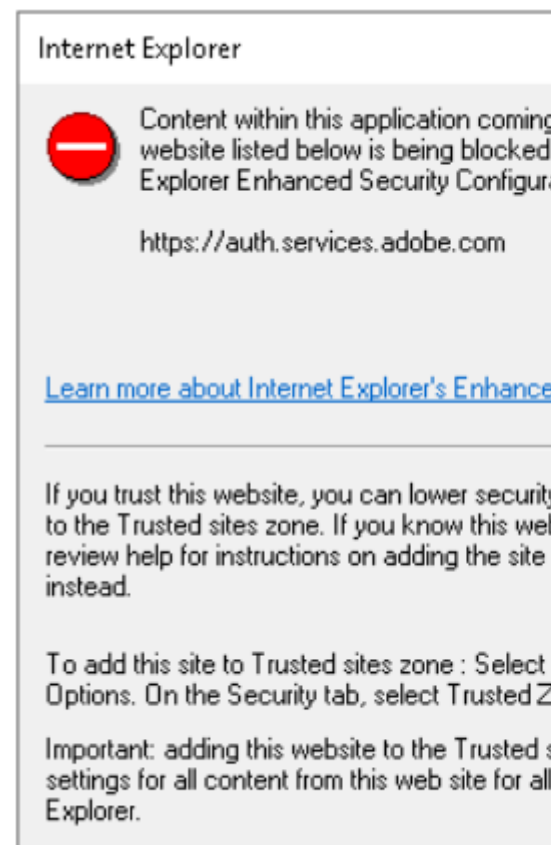 Internet Explorer
Content within this application coming
website listed below is being blocked
Explorer Enhanced Security
https://auth.services.adobe.com
Learn more about Internet Explorer's
If you trust this website, you can lower security
to the Trusted sites zone. If you know this
review help for instructions on adding the site
instead.
To add this site to Trusted sites zone : Select
Options. On the Security tab, select Trusted
Important: adding this website to the Trusted
settings for all content from this web site for all
Explorer.